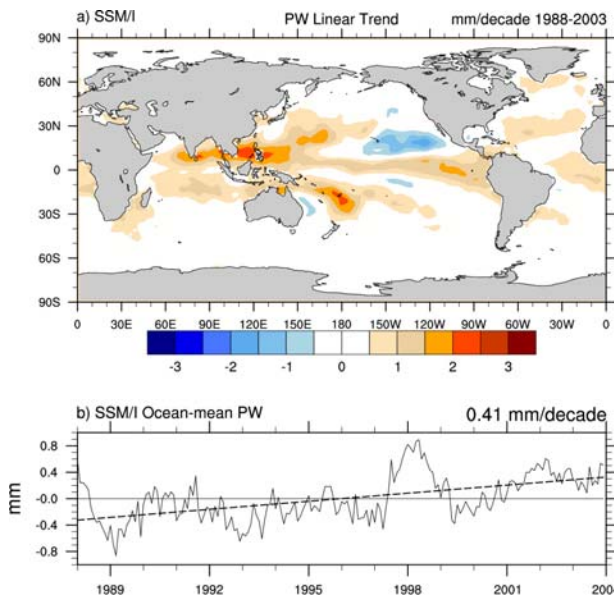 a) SSM/I PW Linear Trend mm/decade 1988-2003
90N
60N
30N
0
30S
60S
90S
0 30E 60E 90E 120E 150E 180 150W 120W 90W 60W 30W 0
-3 -2 -1 0 1 2 3
b) SSM/I Ocean-mean PW 0.41 mm/decade
0.8
0.4
-0.0
-0.4
-0.8
mm
1989 1992 1995 1998 2001 2004